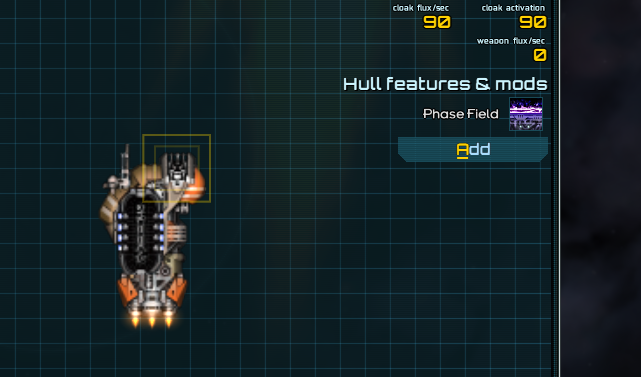 cloak flux/sec cloak activation
90 90
weapon flux/sec
0
Hull features & mods
Phase Field
Add